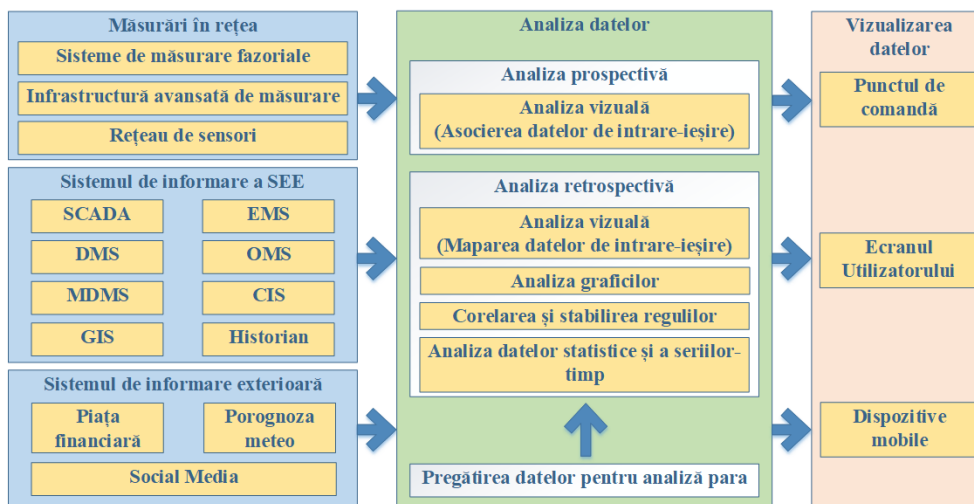 Măsurări în rețea
Sisteme de măsurare fazoriale
Infrastructură avansată de măsurare
Rețeau de sensori
Sistemul de informare a SEE
SCADA
EMS
DMS
OMS
MDMS
CIS
GIS
Historian
Sistemul de informare exterioară
Piața
financiară
Porognoza
meteo
Social Media
Analiza datelor
Analiza prospectivă
Analiza vizuală
(Asocierea datelor de intrare-ieșire)
Analiza retrospectivă
Analiza vizuală
(Maparea datelor de intrare-ieșire)
Analiza graficilor
Corelarea și stabilirea regulilor
Analiza datelor statistice și a seriilor-
timp
Pregătirea datelor pentru analiză para
Vizualizarea
datelor
Punctul de
comandă
Ecranul
Utilizatorului
Dispozitive
mobile